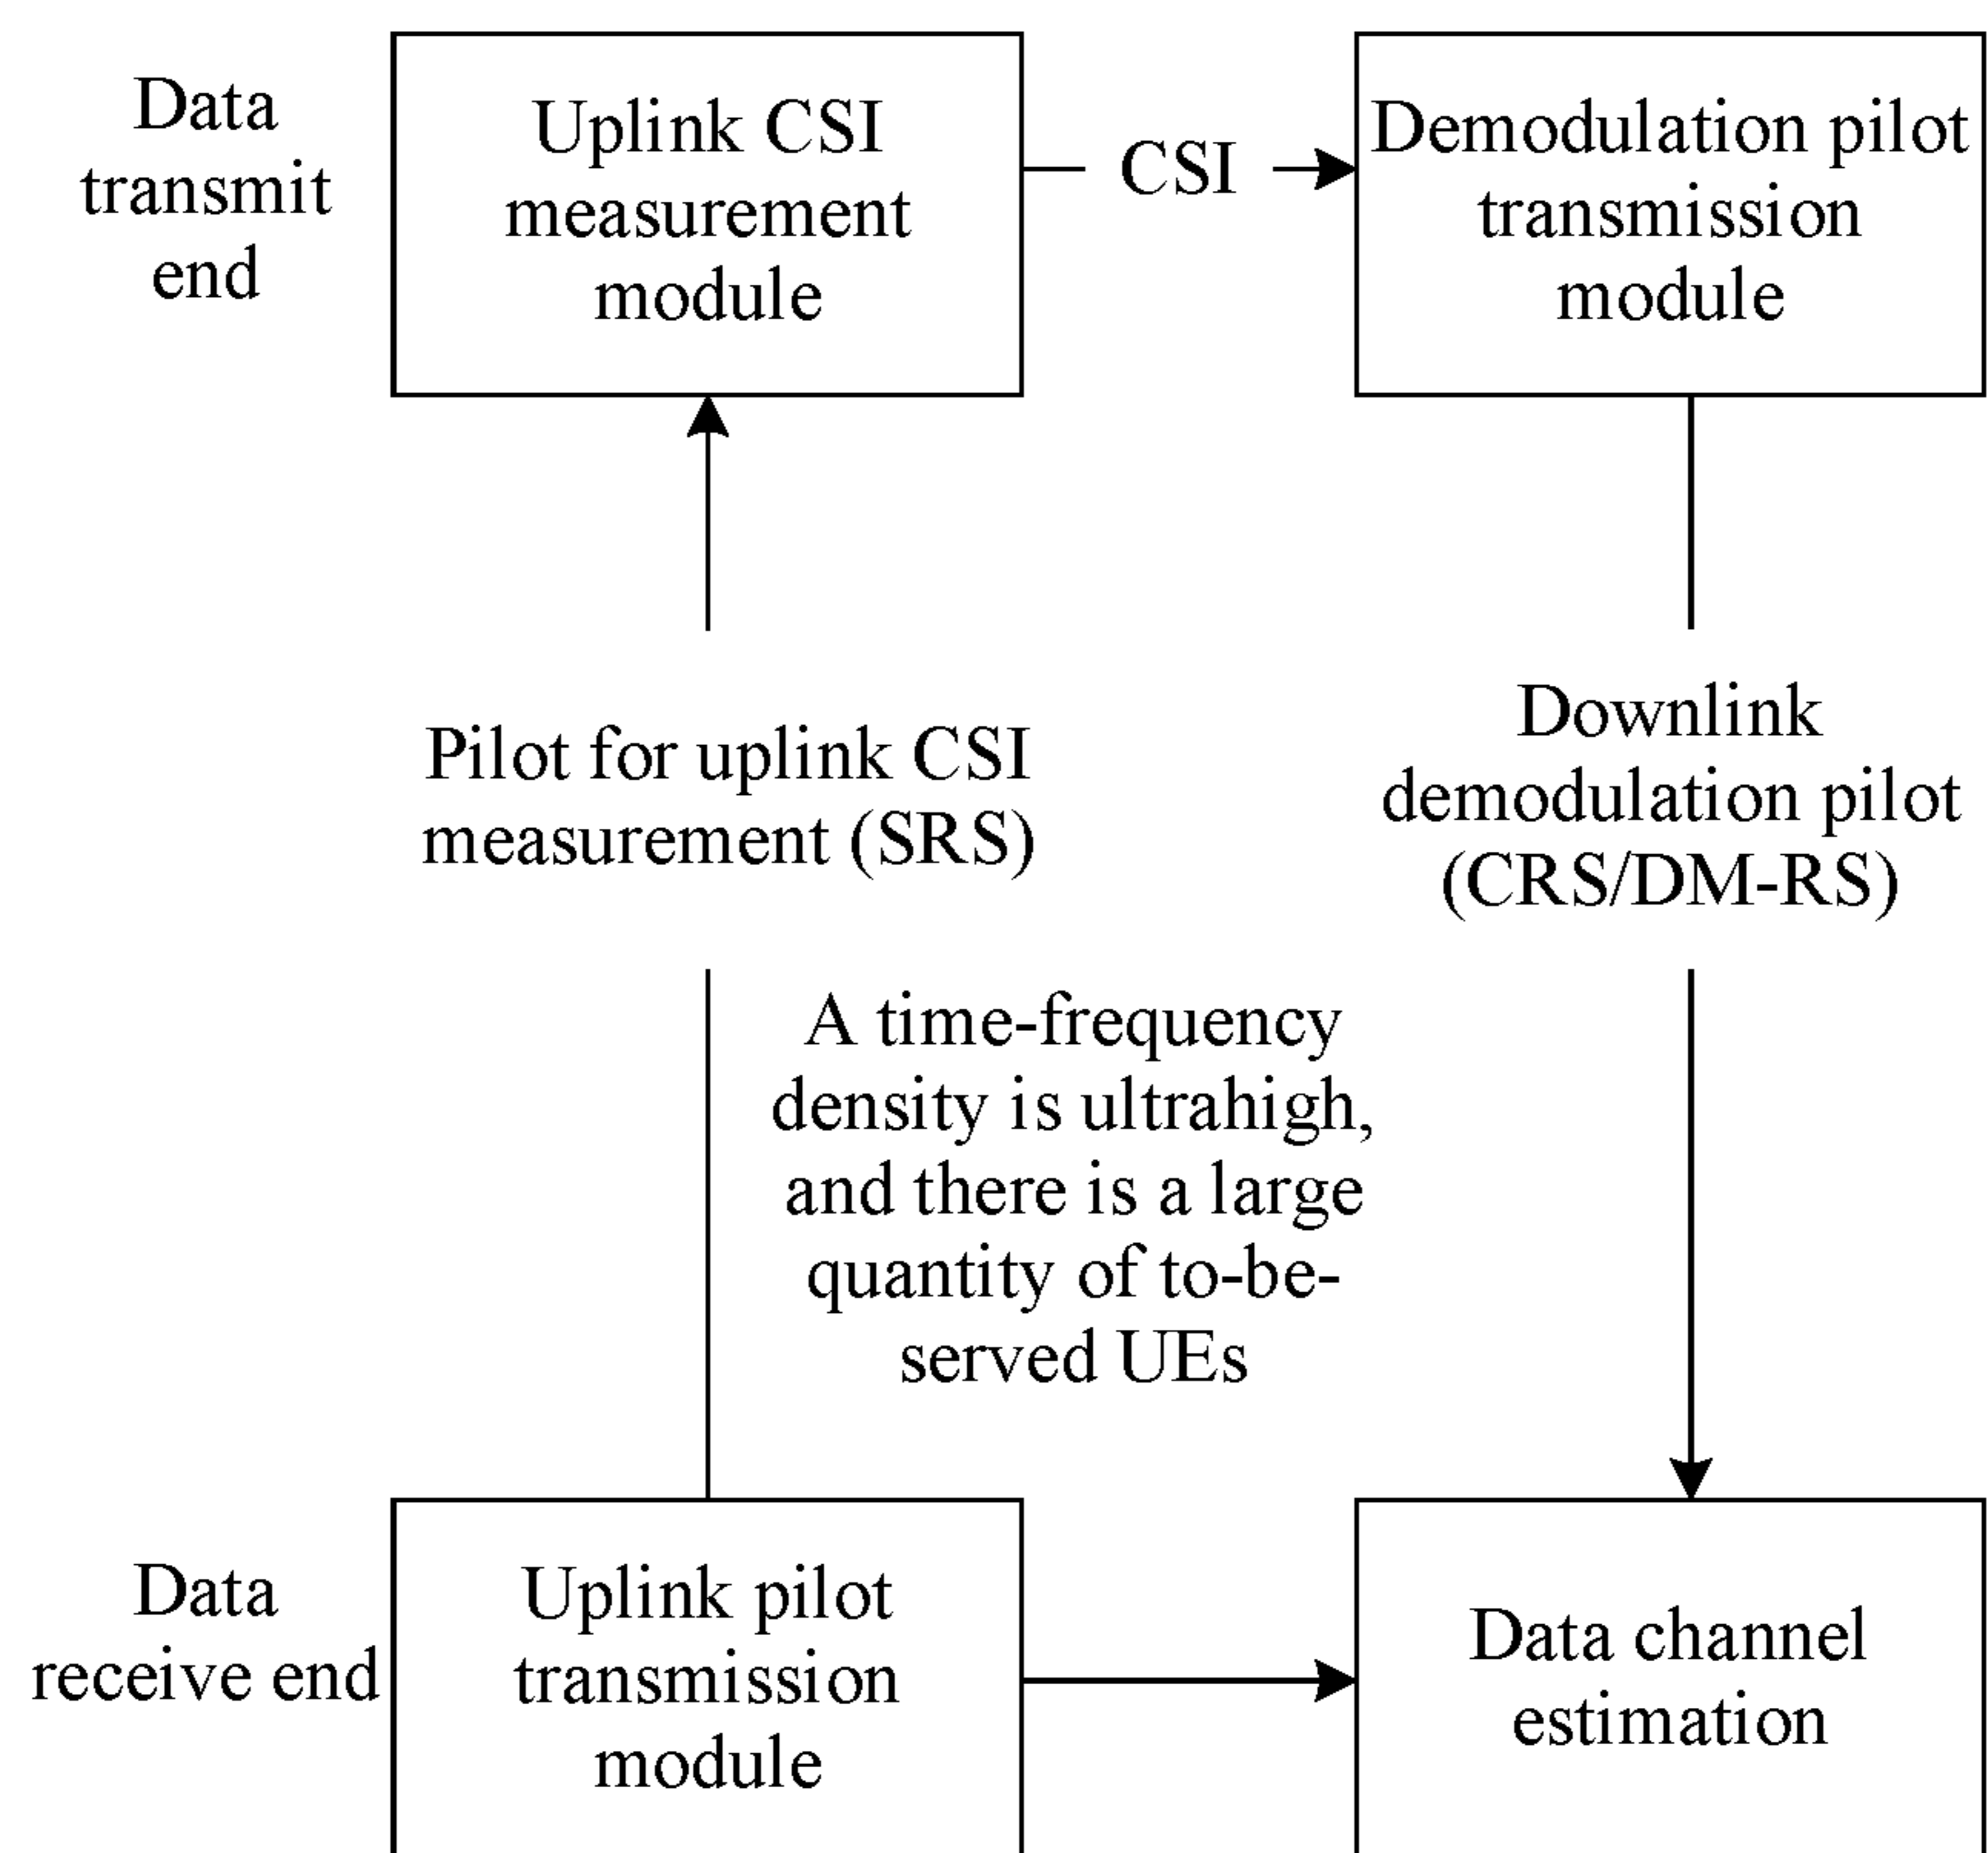 Data
transmit
end
Uplink CSI
measurement
module
CSI
Demodulation pilot
transmission
module
Pilot for uplink CSI
measurement (SRS)
Downlink
demodulation pilot
(CRS/DM-RS)
A time-frequency
density is ultrahigh,
and there is a large
quantity of to-be-
served UEs
Data
receive end
Uplink pilot
transmission
module
Data channel
estimation